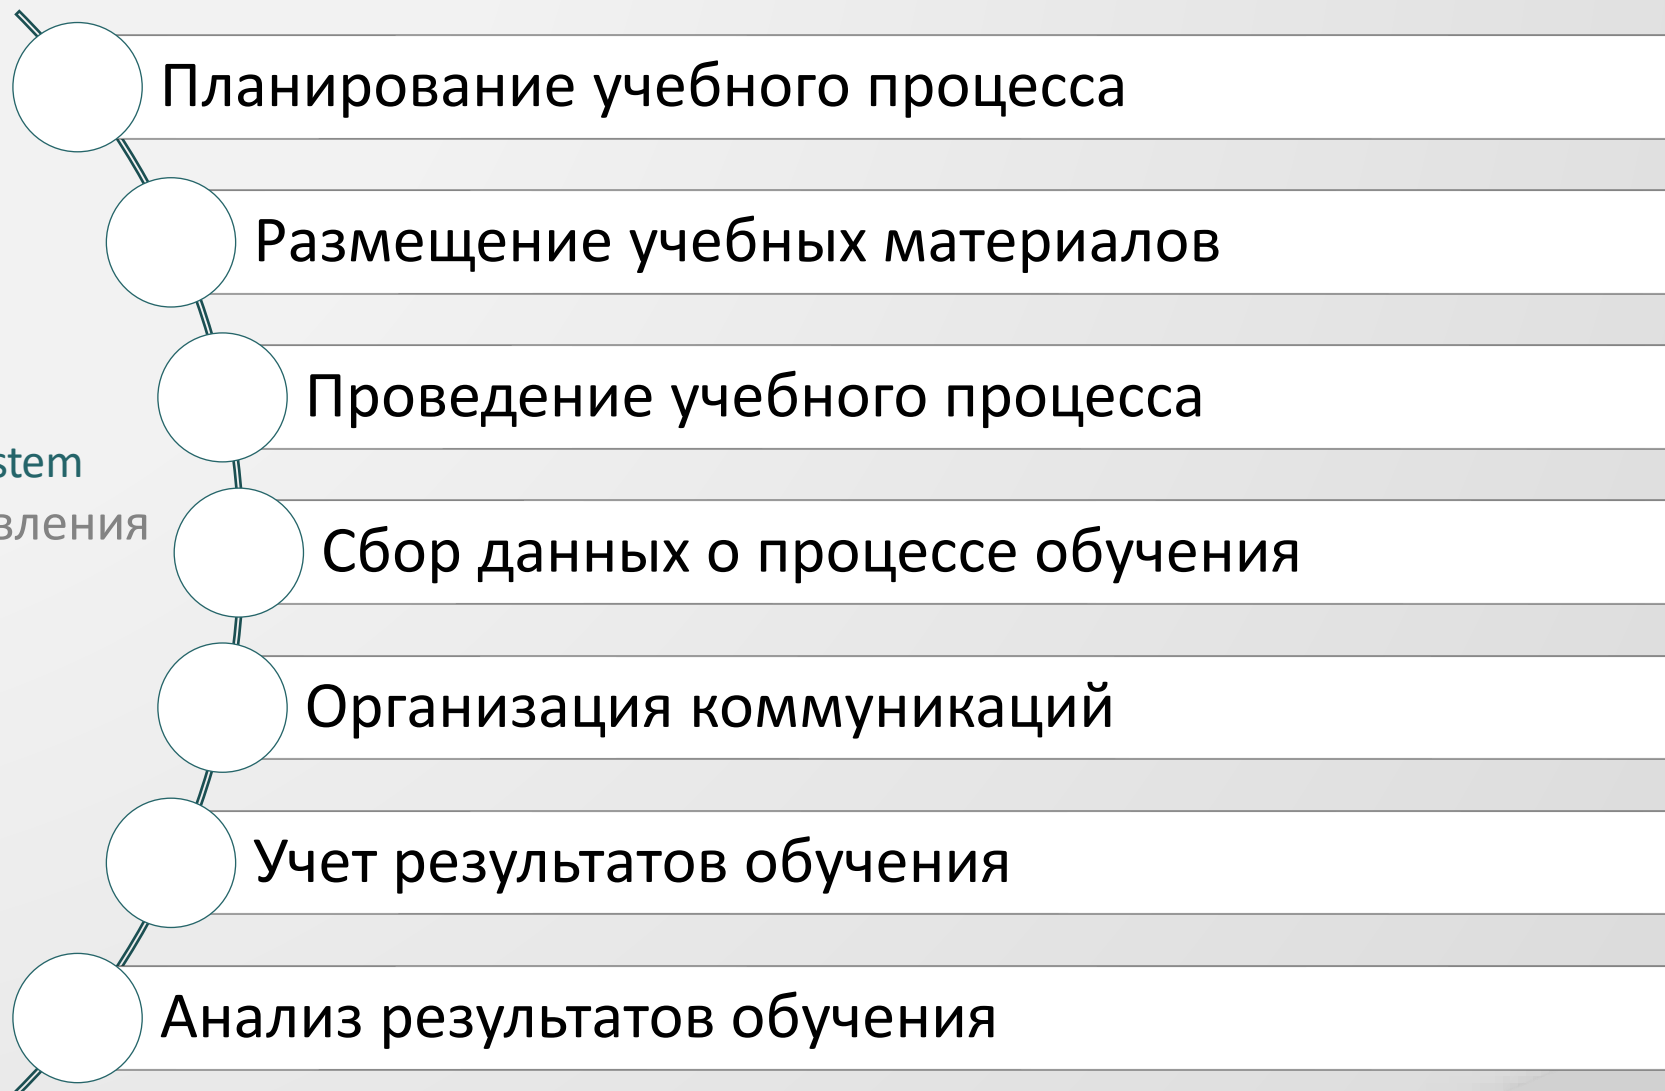 Планирование учебного процесса
Размещение учебных материалов
Проведение учебного процесса
stem
вления
Сбор данных о процессе обучения
Организация коммуникаций
Учет результатов обучения
Анализ результатов обучения